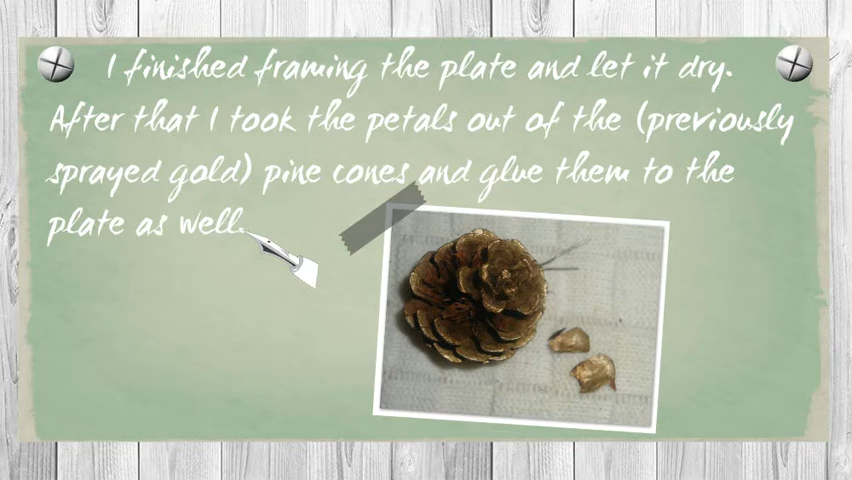 I finished framing the plate and let it dry.
After that I took the petals out of the (previously
sprayed gold) pine cones and glue them to the
plate as well.